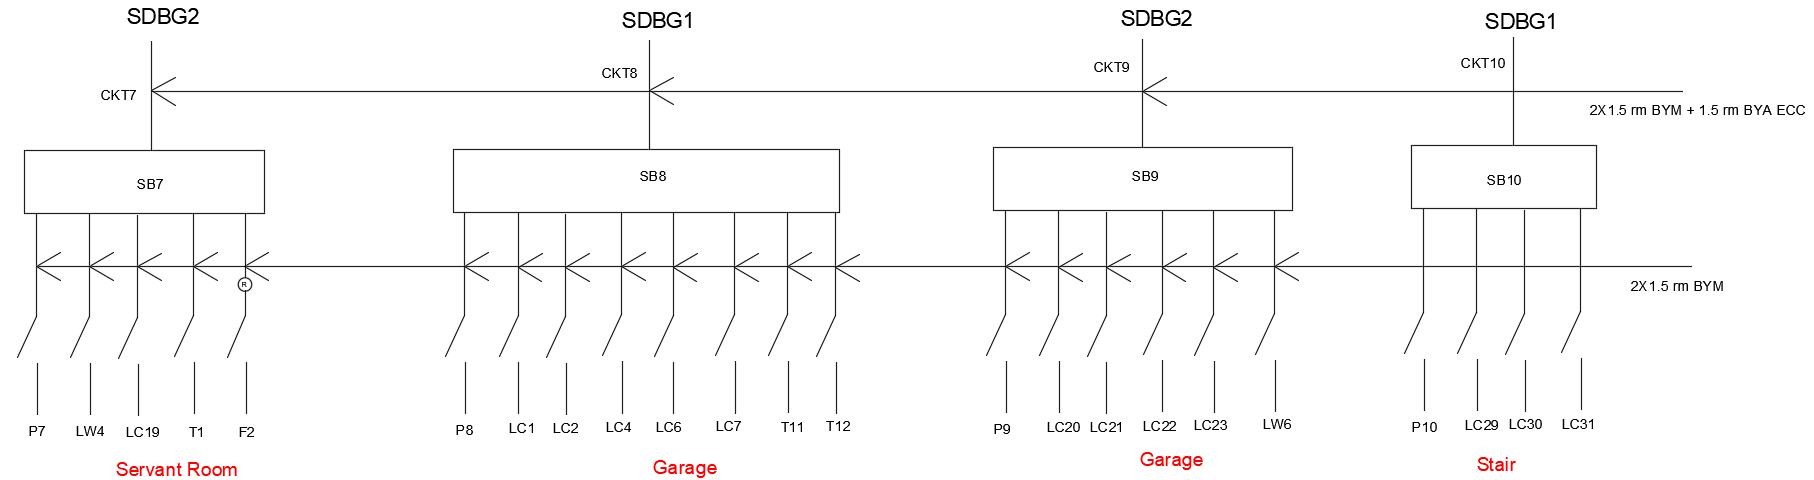 SDBG2 SDBG1 SDBG2 SDBG1
CKT7 CKT8 CKT9 CKT10
2X1.5 rm BYM + 1.5 rm BYA ECC
SB7 SB8 SB9 SB10
R
2X1.5 rm BYM
P7 LW4 LC19 T1 F2 P8 LC1 LC2 LC4 LC6 LC7 T11 T12 P9 LC20 LC21 LC22 LC23 LW6 P10 LC29 LC30 LC31
Servant Room Garage Garage Stair